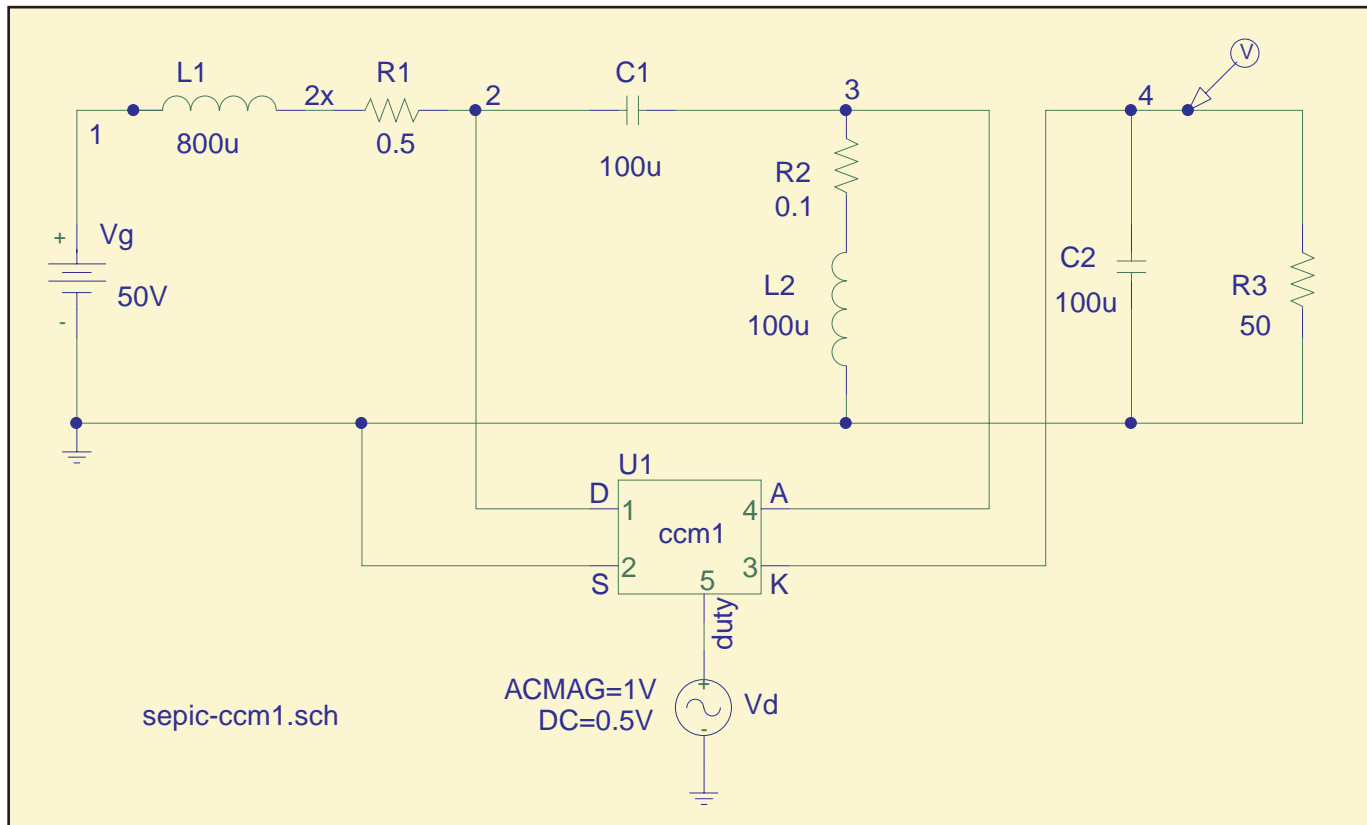 L1
R1
C1
2x
2
3
4
V
1
800u
0.5
100u
R2
0.1
+
Vg
50V
-
L2
100u
C2
100u
R3
50
U1
D
1
4
A
ccm1
S
2
5
3
K
duty
ACMAG=1V
DC=0.5V
+
-
Vd
sepic-ccm1.sch